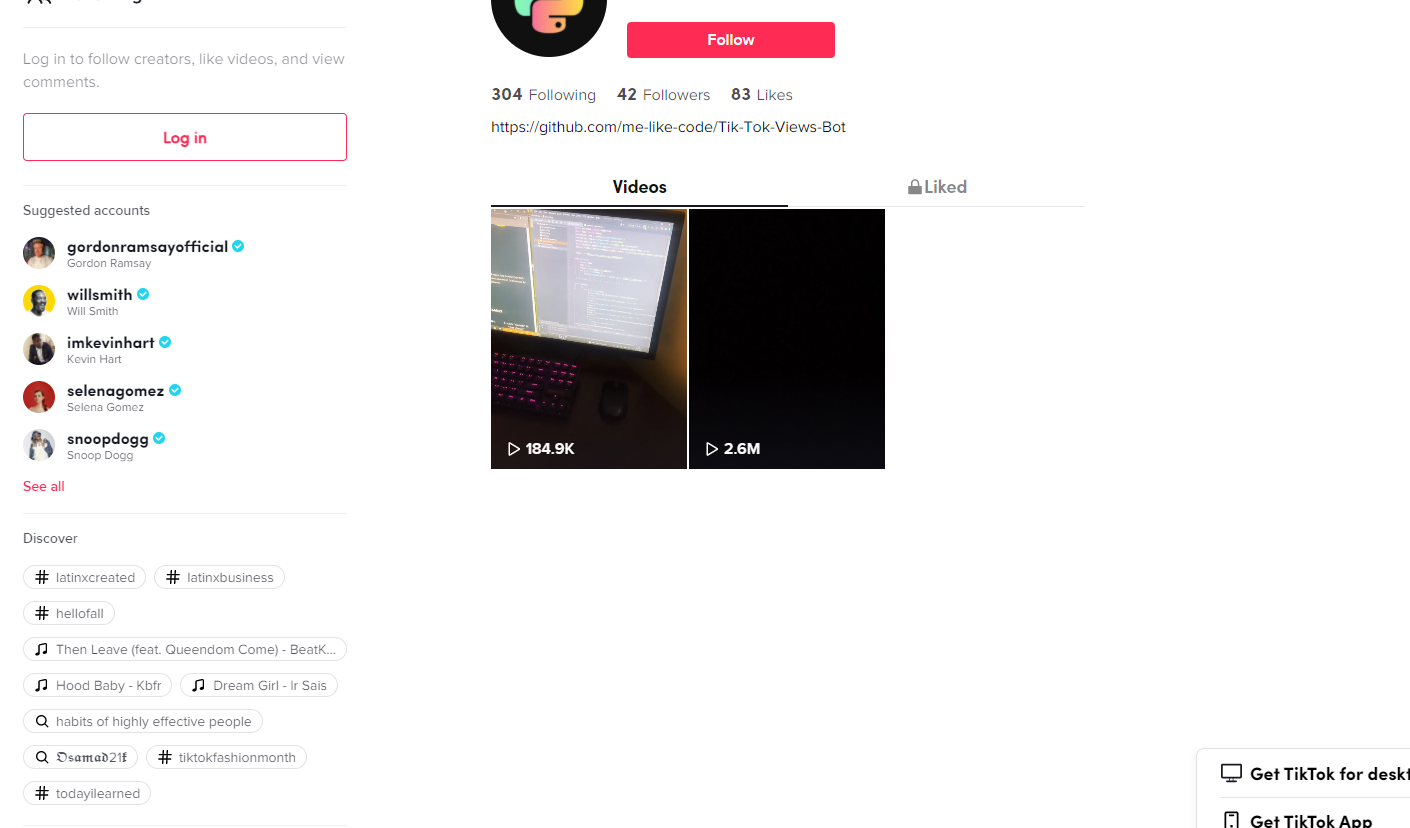 Log in to follow creators, like videos, and view
comments.
Log in
Suggested accounts
gordonramsayofficial
Gordon Ramsay
willsmith
Will Smith
imkevinhart
Kevin Hart
selenagomez
Selena Gomez
snoopdogg
Snoop Dogg
See all
Discover
# latinxcreated
# latinxbusiness
# hellofall
Then Leave (feat. Queendom Come) - BeatK...
Hood Baby - Kbfr
Dream Girl - Ir Sais
habits of highly effective people
𝕺𝖘𝖆𝖒𝖆𝖉21𝖐
# tiktokfashionmonth
# todayilearned
Follow
304 Following 42 Followers 83 Likes
https://github.com/me-like-code/Tik-Tok-Views-Bot
Videos
Liked
184.9K
2.6M
Get TikTok for deskt
Get TikTok App